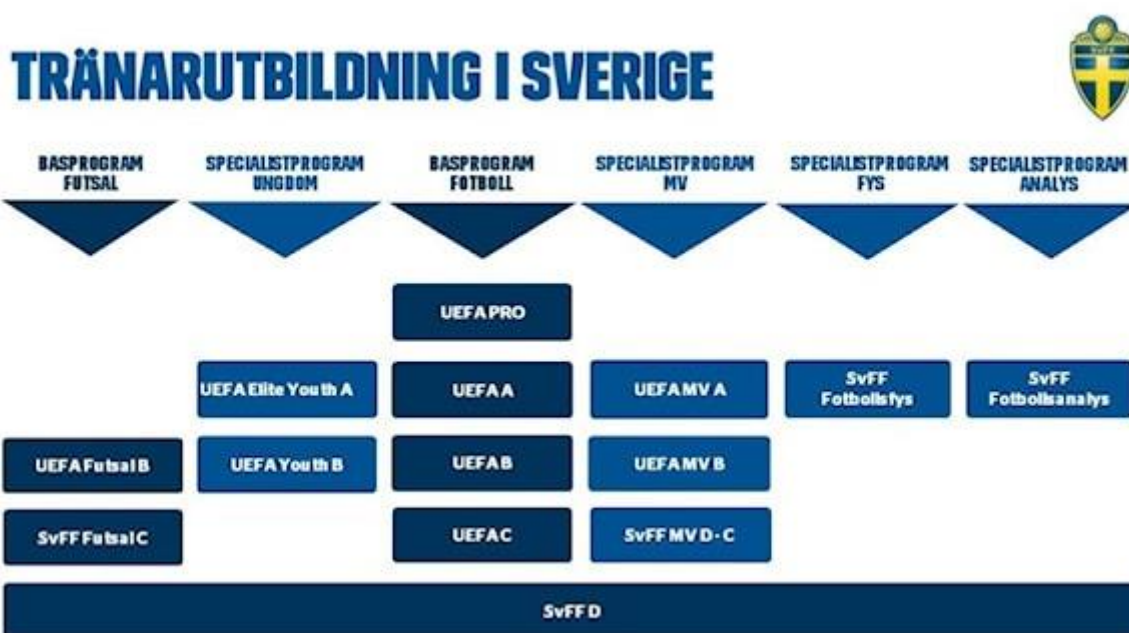 TRÄNARUTBILDNING I SVERIGE
SvFF
BASPROGRAM
FUTSAL
SPECIALISTPROGRAM
UNGDOM
BASPROGRAM
FOTBOLL
SPECIALISTPROGRAM
MV
SPECIALISTPROGRAM
FYS
SPECIALISTPROGRAM
ANALYS
UEFA PRO
UEFA Elite Youth A
UEFA A
UEFA MV A
SvFF
Fotbollsfys
SvFF
Fotbollsanalys
UEFA Futsal B
UEFA Youth B
UEFA B
UEFA MV B
SvFF Futsal C
UEFA C
SvFF MV D - C
SvFF D